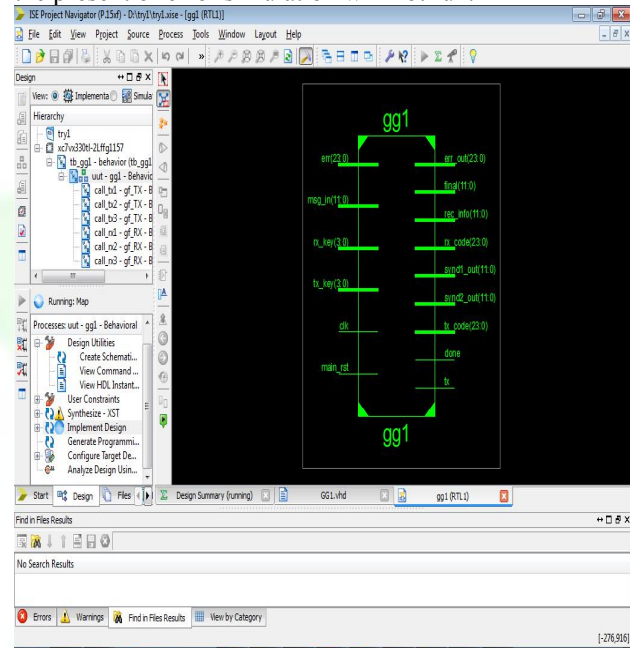 ISE Project Navigator (P.15xf) - D:\try1\try1.xise - [gg1 (RTL1)]
File Edit View Project Source Process Tools Window Layout Help
Design
View: Implementa Simula
Hierarchy
try1
xc7vx330tl-2Lffg1157
tb_gg1 - behavior (tb_gg1
uut - gg1 - Behavic
call_tx1 - gf_TX - B
call_tx2 - gf_TX - B
call_tx3 - gf_TX - B
call_rx1 - gf_RX - B
call_rx2 - gf_RX - B
call_rx3 - gf_RX - B
Running: Map
Processes: uut - gg1 - Behavioral
Design Utilities
Create Schemati...
View Command ...
View HDL Instant...
User Constraints
Synthesize - XST
Implement Design
Generate Programmi...
Configure Target De...
Analyze Design Usin...
Start Design Files
gg1
err(23:0)
msg_in(11:0)
rx_key(3:0)
tx_key(3:0)
clk
main_rst
err_out(23:0)
final(11:0)
rec_info(11:0)
rx_code(23:0)
synd1_out(11:0)
synd2_out(11:0)
tx_code(23:0)
done
tx
gg1
Design Summary (running) GG1.vhd gg1 (RTL1)
Find in Files Results
No Search Results
Errors Warnings Find in Files Results View by Category
[-276,916]